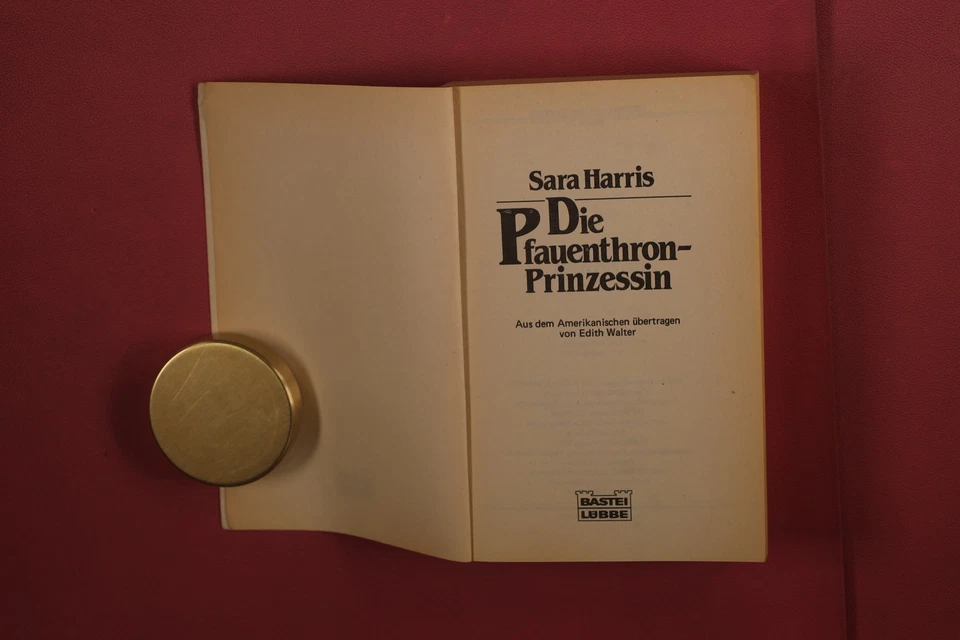 Sara Harris
Die
Pfauenthron-
Prinzessin
Aus dem Amerikanischen übertragen
von Edith Walter
BASTEI
LÜBBE